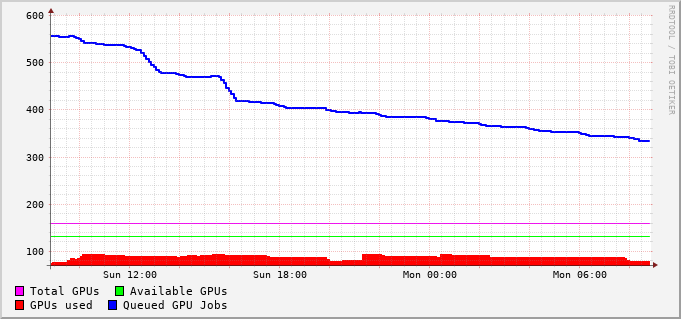 600
500
400
300
200
100
Sun 12:00 Sun 18:00 Mon 00:00 Mon 06:00
Total GPUs Available GPUs
GPUs used Queued GPU Jobs
RRDTOOL / TOBI OETIKER